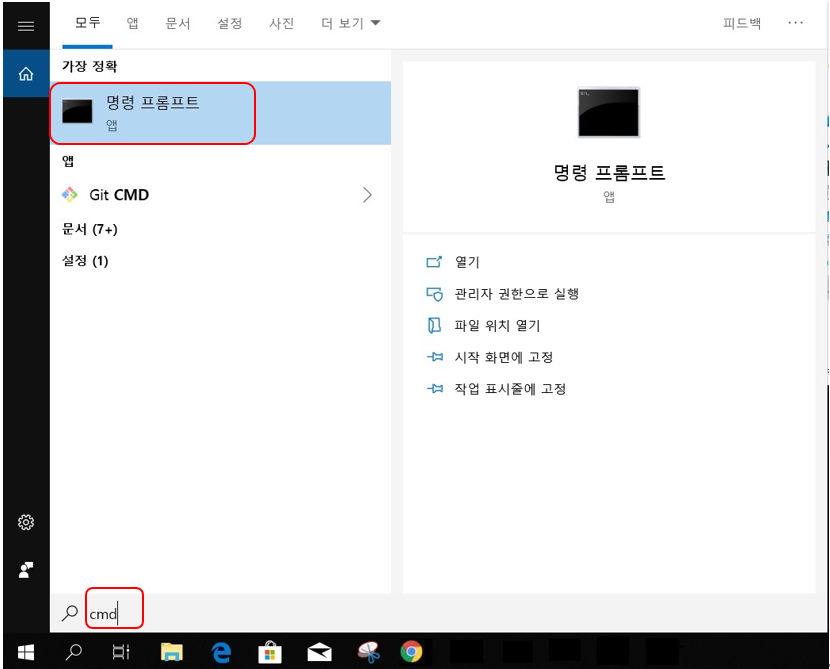 모두 앱 문서 설정 사진 더 보기 피드백 ...
가장 정확
명령 프롬프트
앱
앱
Git CMD
문서 (7+)
설정 (1)
명령 프롬프트
앱
열기
관리자 권한으로 실행
파일 위치 열기
시작 화면에 고정
작업 표시줄에 고정
cmd